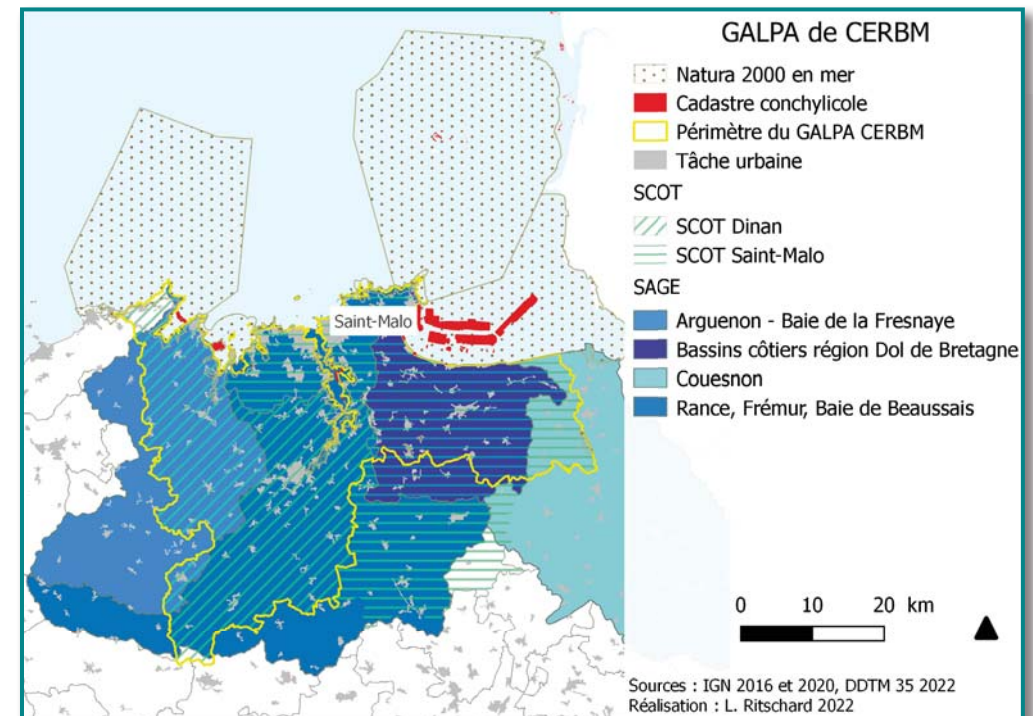 GALPA de CERBM
Natura 2000 en mer
Cadastre conchylicole
Périmètre du GALPA CERBM
Tâche urbaine
SCOT
SCOT Dinan
SCOT Saint-Malo
SAGE
Arguenon - Baie de la Fresnaye
Bassins côtiers région Dol de Bretagne
Couesnon
Rance, Frémur, Baie de Beaussais
Saint-Malo
0 10 20 km
Sources : IGN 2016 et 2020, DDTM 35 2022
Réalisation : L. Ritschard 2022